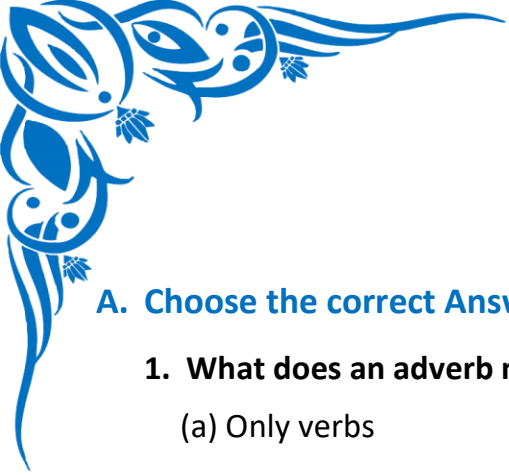 A. Choose the correct
1. What does an adverb
(a) Only verbs